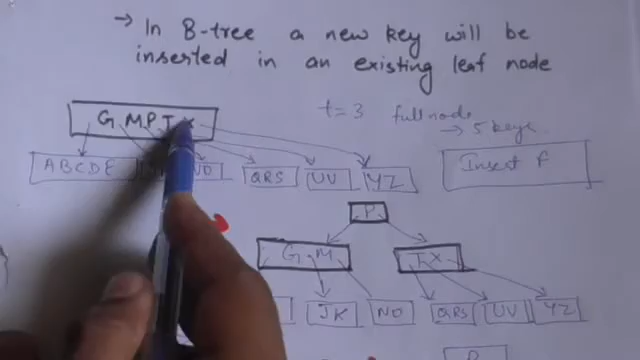 → In B-tree a new key will be
inserted in an existing leaf node
t=3 full node
→ 5 keys
G M P T X
Insert F
A B C D E
NO
QRS
UV
YZ
P
G M
T X
JK
NO
QRS
UV
YZ
P